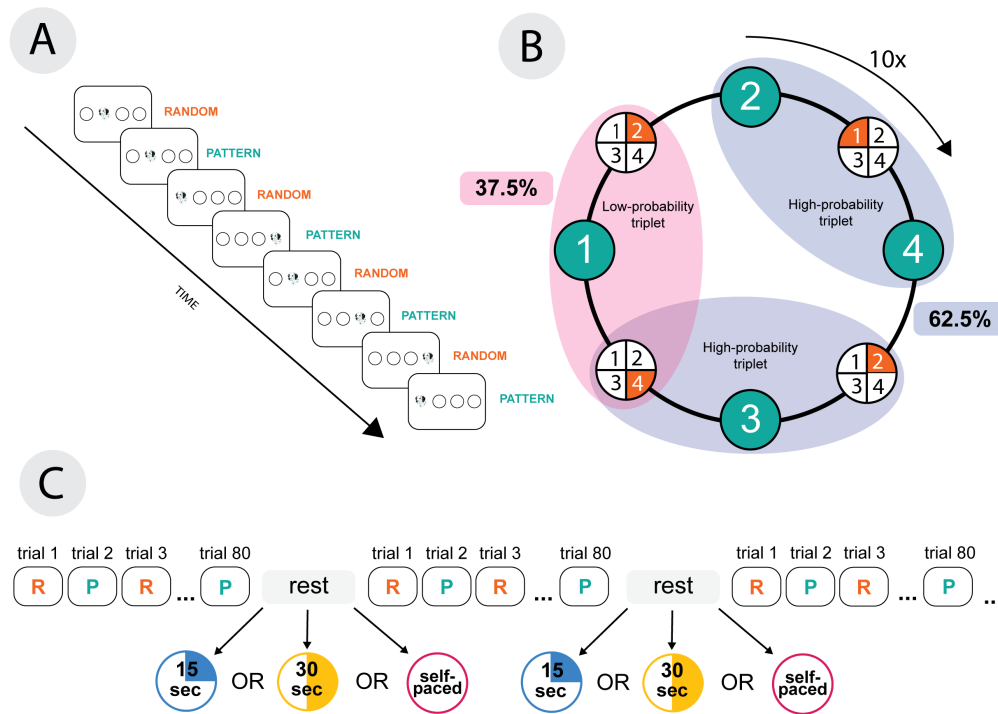 A
RANDOM
PATTERN
RANDOM
PATTERN
RANDOM
PATTERN
RANDOM
PATTERN
TIME
B
10x
2
1 2
3 4
1 2
3 4
37.5%
Low-probability
triplet
High-probability
triplet
1
4
62.5%
High-probability
triplet
1 2
3 4
1 2
3 4
3
C
trial 1 trial 2 trial 3 trial 80 trial 1 trial 2 trial 3 trial 80 trial 1 trial 2 trial 3 trial 80
R P R ... P rest R P R ... P rest R P R ... P ..
15 sec OR 30 sec OR self-paced 15 sec OR 30 sec OR self-paced